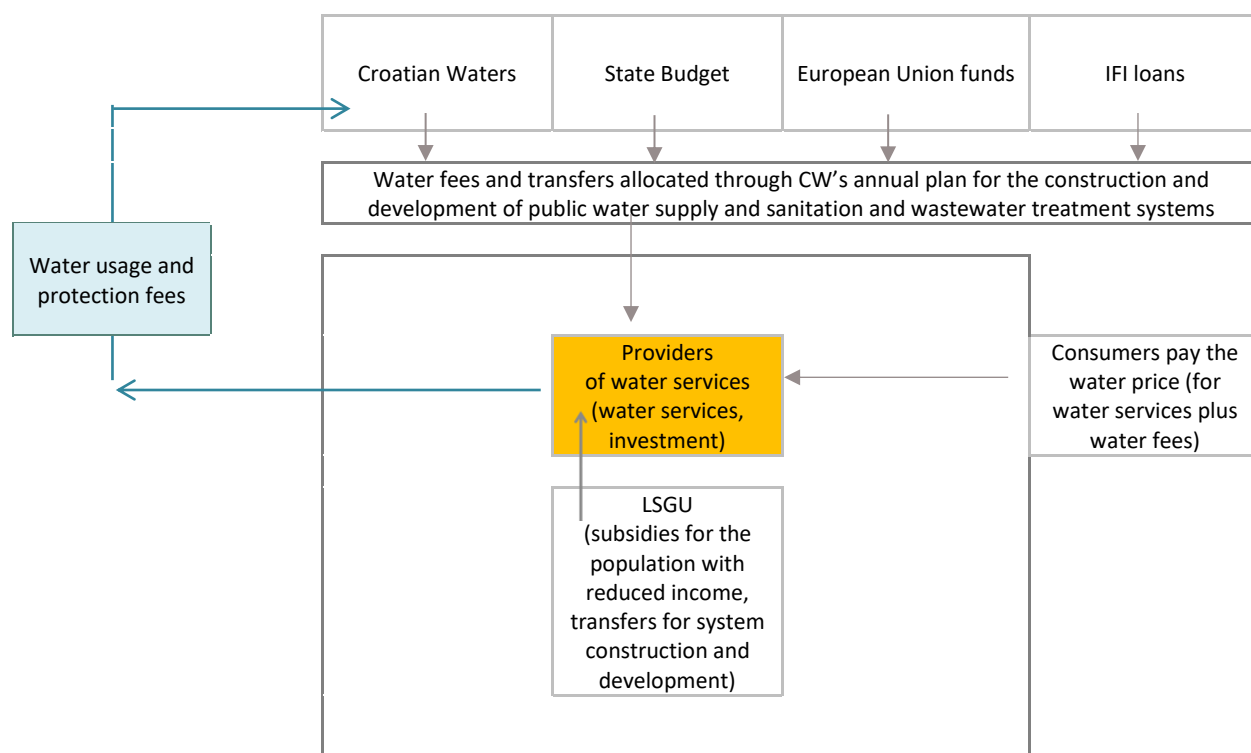 Croatian Waters
State Budget
European Union funds
IFI loans
Water fees and transfers allocated through CW’s annual plan for the construction and
development of public water supply and sanitation and wastewater treatment systems
Water usage and
protection fees
Providers
of water services
(water services,
investment)
Consumers pay the
water price (for
water services plus
water fees)
LSGU
(subsidies for the
population with
reduced income,
transfers for system
construction and
development)